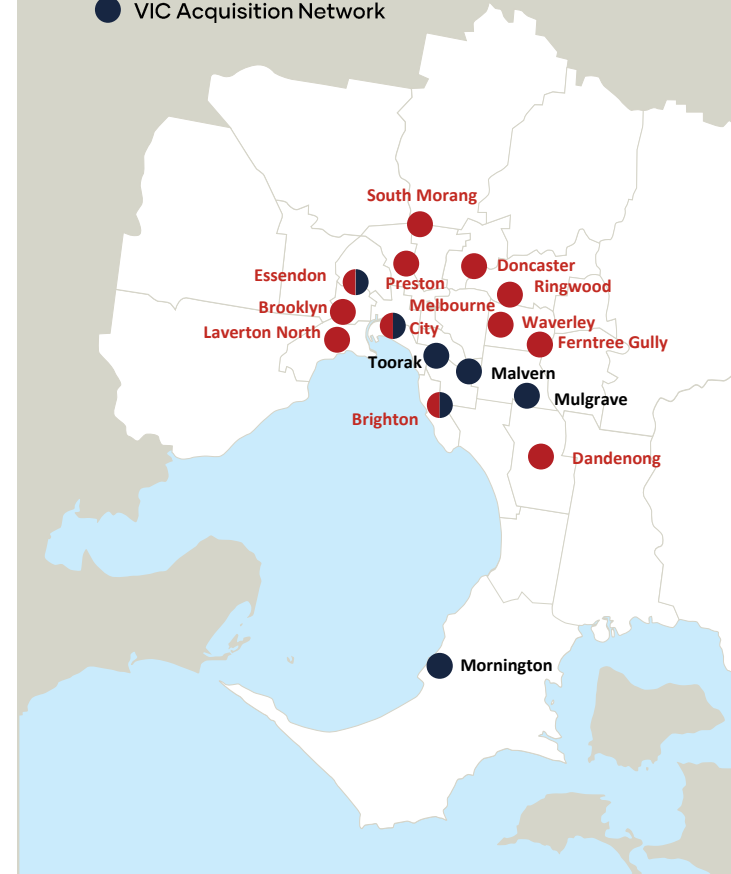 VIC Acquisition Network
South Morang
Essendon
Preston
Doncaster
Ringwood
Brooklyn
Melbourne
City
Waverley
Laverton North
Ferntree Gully
Toorak
Malvern
Mulgrave
Brighton
Dandenong
Mornington